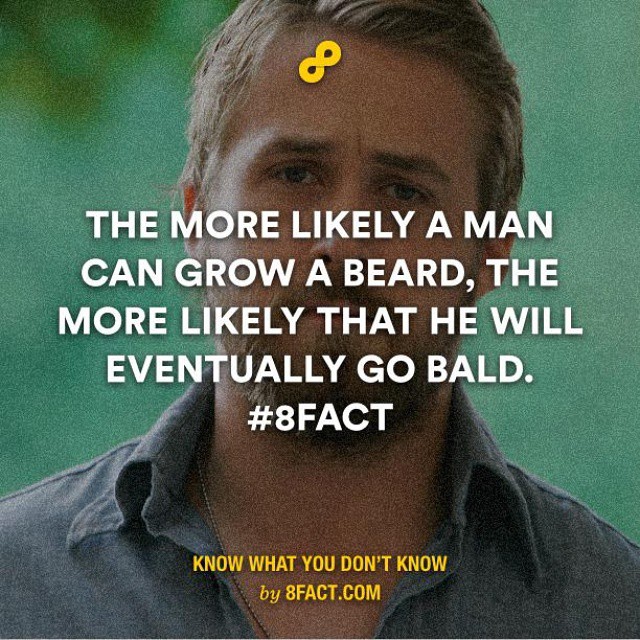 THE MORE LIKELY A MAN
CAN GROW A BEARD, THE
MORE LIKELY THAT HE WILL
EVENTUALLY GO BALD.
#8FACT
KNOW WHAT YOU DON'T KNOW
by 8FACT.COM